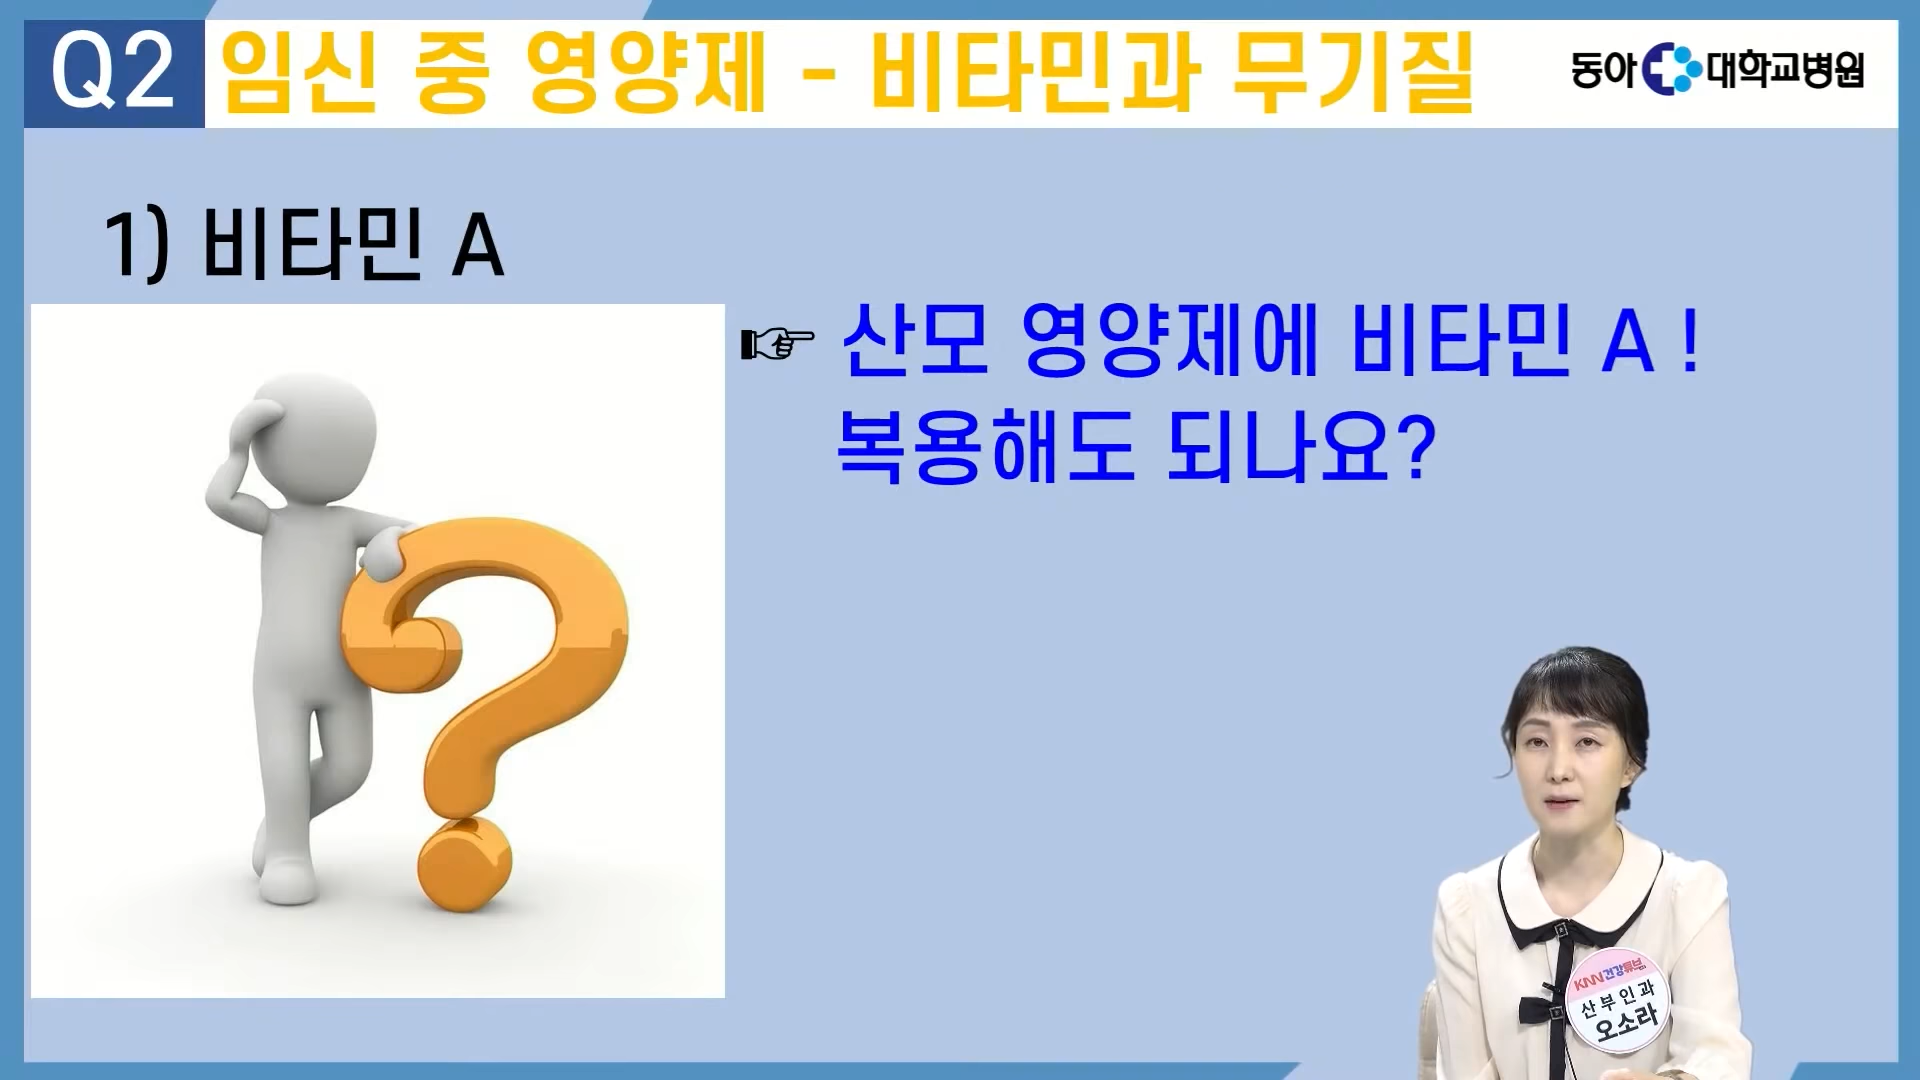 Q2 임신 중 영양제 - 비타민과 무기질
동아 대학교병원
1) 비타민 A
☞ 산모 영양제에 비타민 A !
복용해도 되나요?
KNN건강튜브
산부인과
오소라